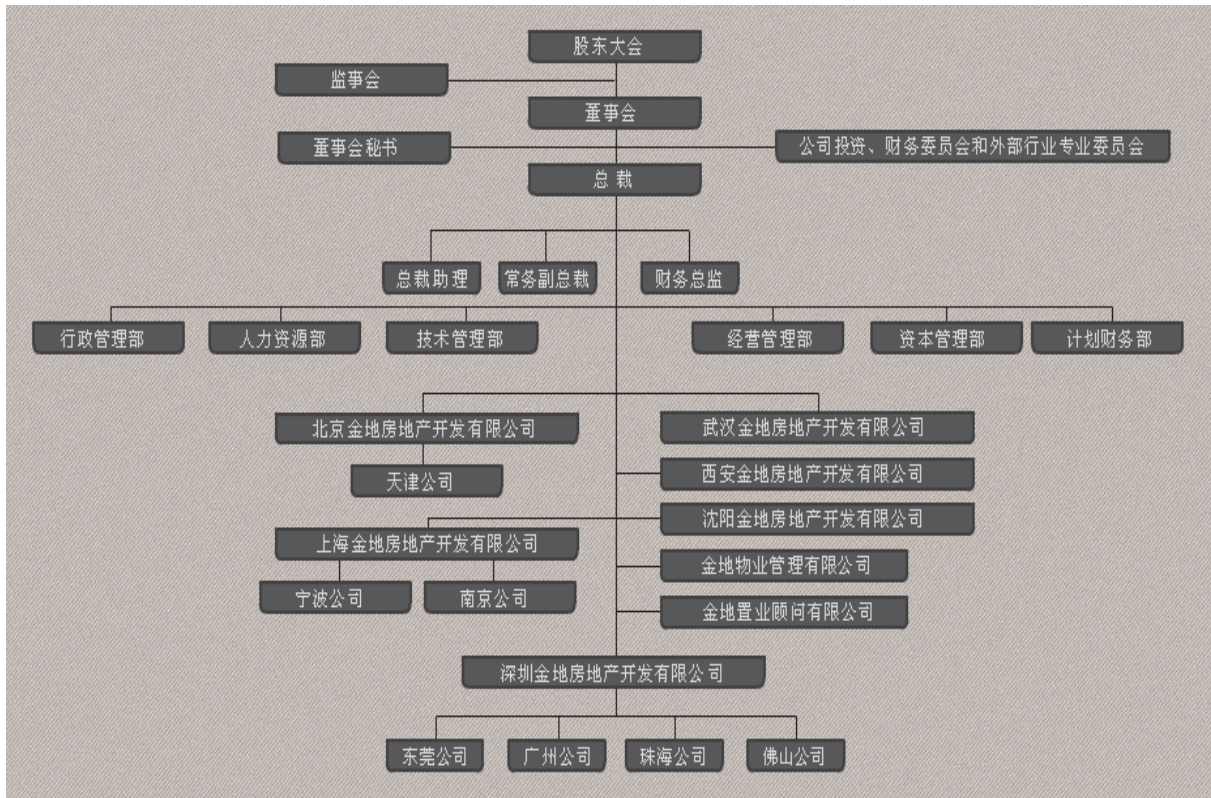 股东大会
监事会
董事会
董事会秘书
公司投资、财务委员会和外部行业专业委员会
总 裁
总裁助理
常务副总裁
财务总监
行政管理部
人力资源部
技术管理部
经营管理部
资本管理部
计划财务部
北京金地房地产开发有限公司
武汉金地房地产开发有限公司
天津公司
西安金地房地产开发有限公司
沈阳金地房地产开发有限公司
上海金地房地产开发有限公司
金地物业管理有限公司
宁波公司
南京公司
金地置业顾问有限公司
深圳金地房地产开发有限公司
东莞公司
广州公司
珠海公司
佛山公司